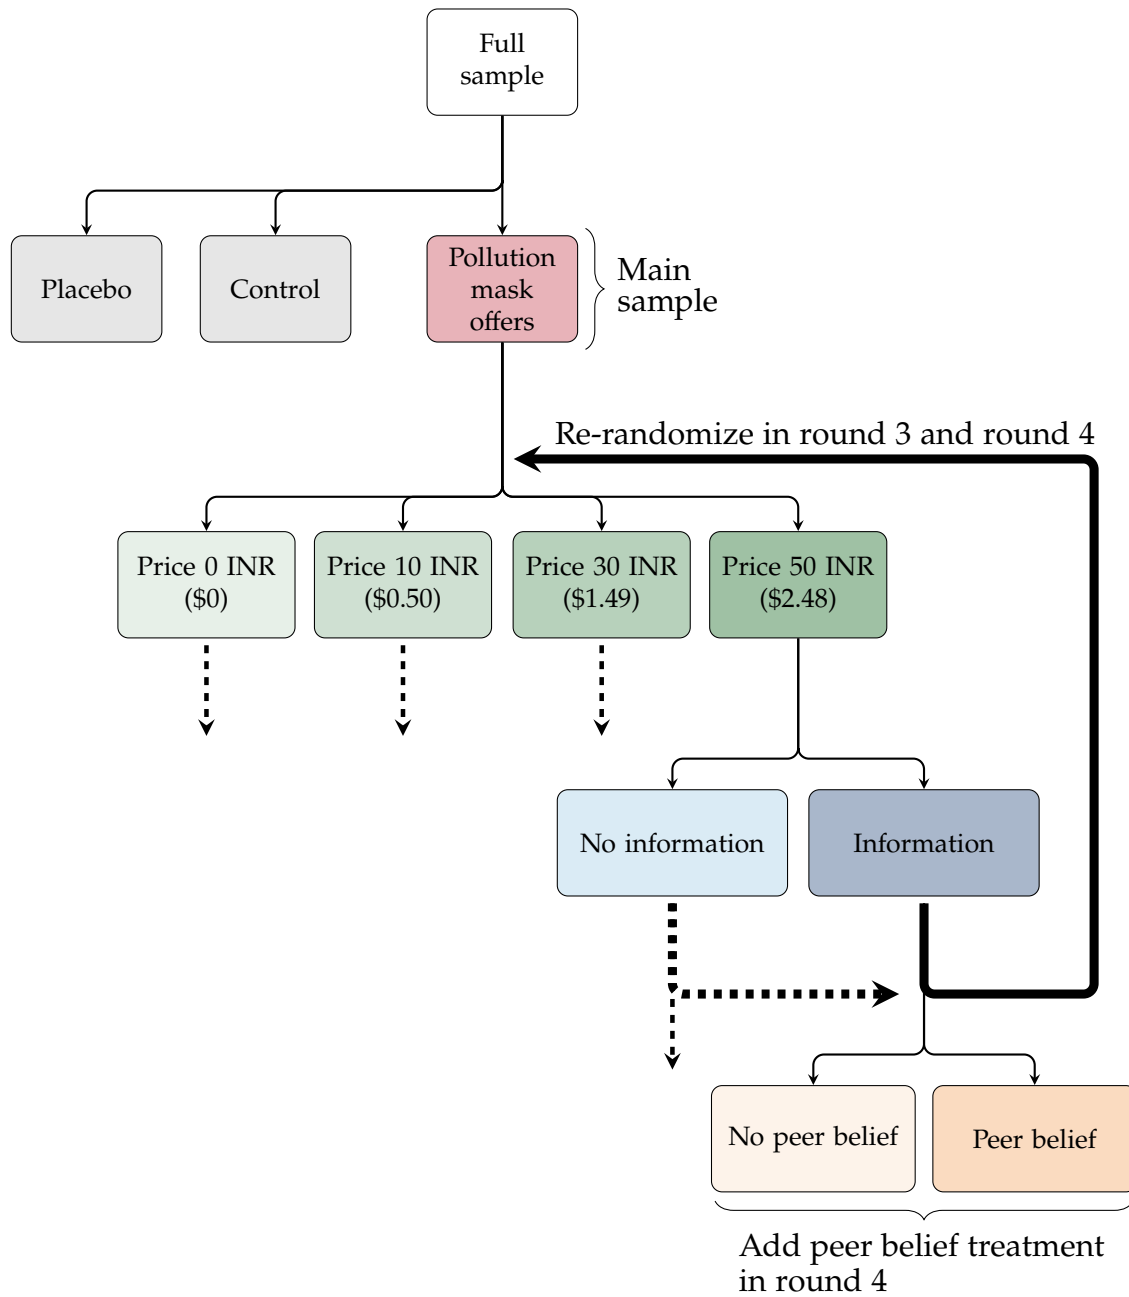 Full
sample
Placebo
Control
Pollution
mask
offers
Main
sample
Re-randomize in round 3 and round 4
Price 0 INR
($0)
Price 10 INR
($0.50)
Price 30 INR
($1.49)
Price 50 INR
($2.48)
No information
Information
No peer belief
Peer belief
Add peer belief treatment
in round 4